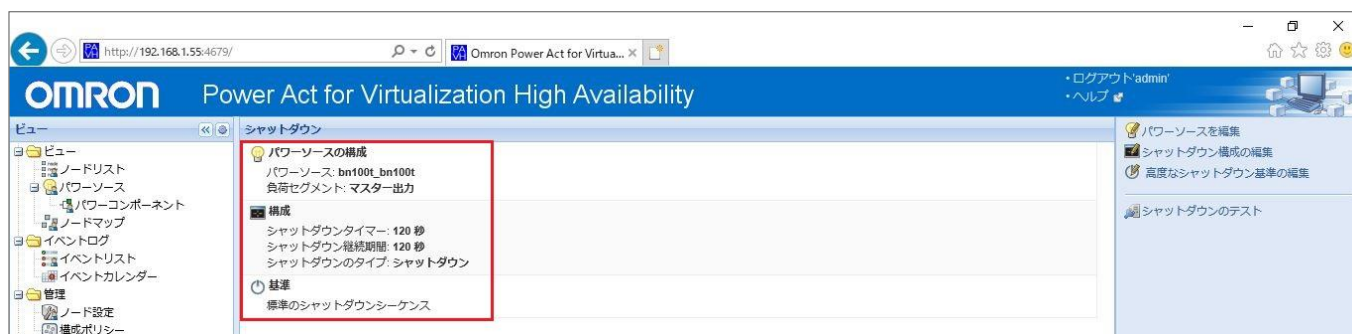 http://192.168.1.55:4679/
Omron Power Act for Virtua...
OMRON
Power Act for Virtualization High Availability
・ログアウト'admin'
・ヘルプ
ビュー
シャットダウン
ビュー
ノードリスト
パワーソース
パワーコンポーネント
ノードマップ
イベントログ
イベントリスト
イベントカレンダー
管理
ノード設定
構成ポリシー
パワーソースの構成
パワーソース: bn100t_bn100t
負荷セグメント: マスター出力
構成
シャットダウンタイマー: 120 秒
シャットダウン継続期間: 120 秒
シャットダウンのタイプ: シャットダウン
基準
標準のシャットダウンシーケンス
パワーソースを編集
シャットダウン構成の編集
高度なシャットダウン基準の編集
シャットダウンのテスト